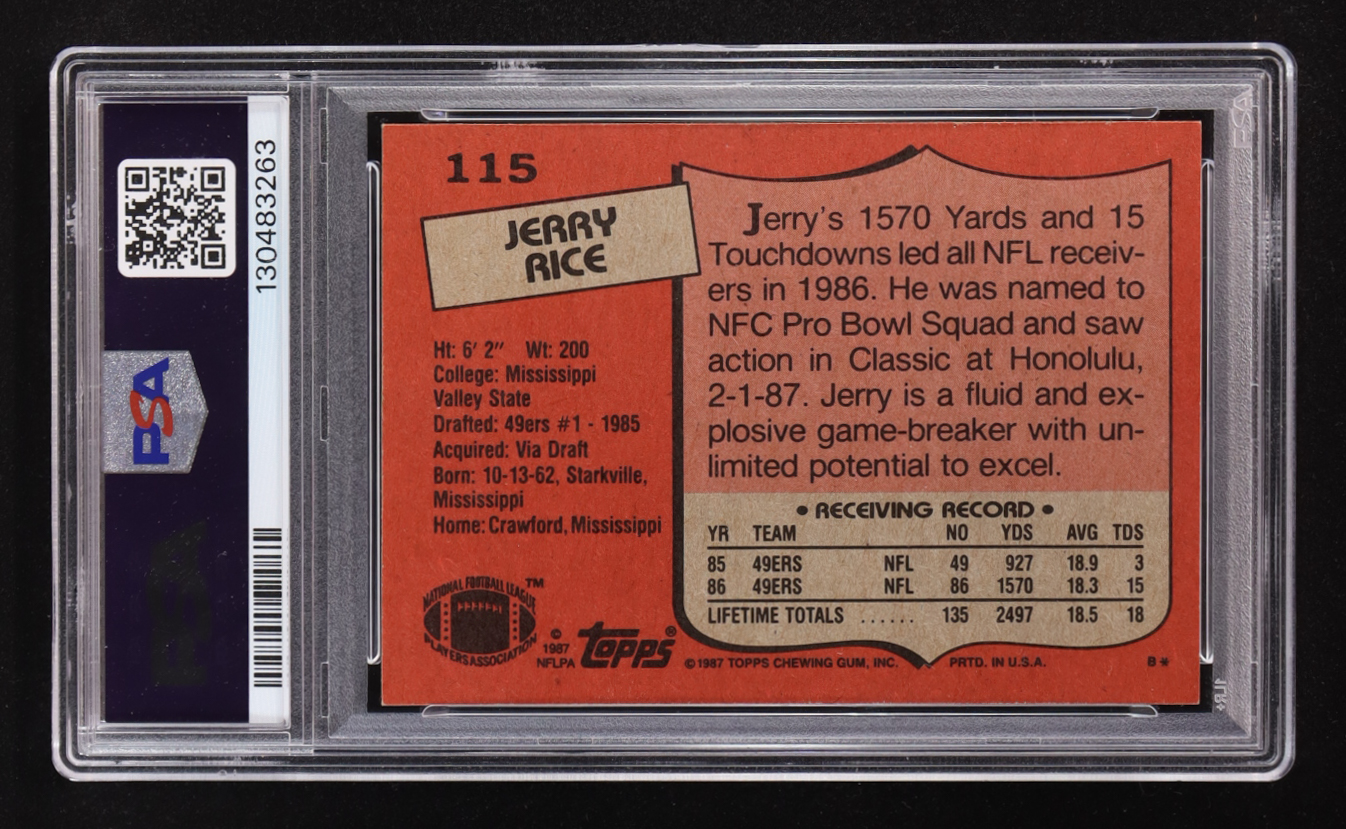 130483263
PSA
115
JERRY
RICE
Ht: 6' 2" Wt: 200
College: Mississippi
Valley State
Drafted: 49ers #1 - 1985
Acquired: Via Draft
Born: 10-13-62, Starkville,
Mississippi
Home: Crawford, Mississippi
NATIONAL FOOTBALL LEAGUE ™
PLAYERS ASSOCIATION
©
1987
NFLPA
Topps®
Jerry's 1570 Yards and 15
Touchdowns led all NFL receiv-
ers in 1986. He was named to
NFC Pro Bowl Squad and saw
action in Classic at Honolulu,
2-1-87. Jerry is a fluid and ex-
plosive game-breaker with un-
limited potential to excel.
• RECEIVING RECORD •
YR TEAM NO YDS AVG TDS
85 49ERS NFL 49 927 18.9 3
86 49ERS NFL 86 1570 18.3 15
LIFETIME TOTALS ...... 135 2497 18.5 18
©1987 TOPPS CHEWING GUM, INC. PRTD. IN U.S.A. B*
PSA